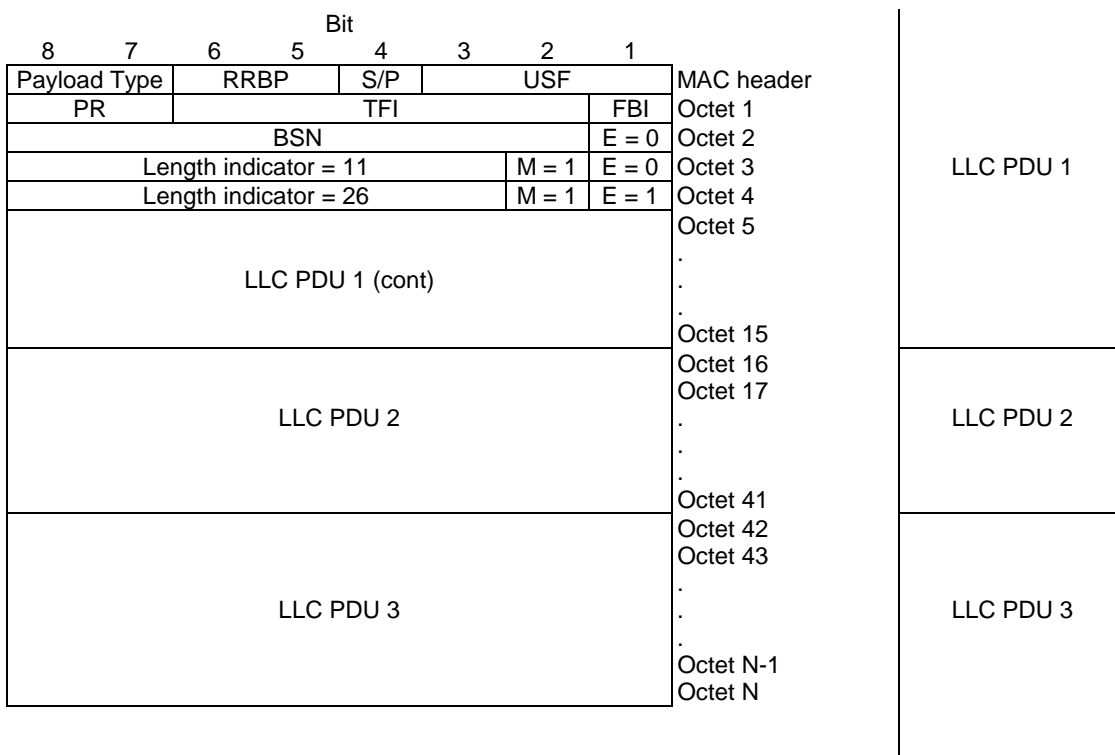 Bit
8 7 6 5 4 3 2 1
Payload Type RRBP S/P USF MAC header
PR TFI FBI Octet 1
BSN E = 0 Octet 2
Length indicator = 11 M = 1 E = 0 Octet 3 LLC PDU 1
Length indicator = 26 M = 1 E = 1 Octet 4
Octet 5
.
LLC PDU 1 (cont) .
.
Octet 15
Octet 16
Octet 17
LLC PDU 2 . LLC PDU 2
.
.
Octet 41
Octet 42
Octet 43
.
LLC PDU 3 . LLC PDU 3
.
Octet N-1
Octet N